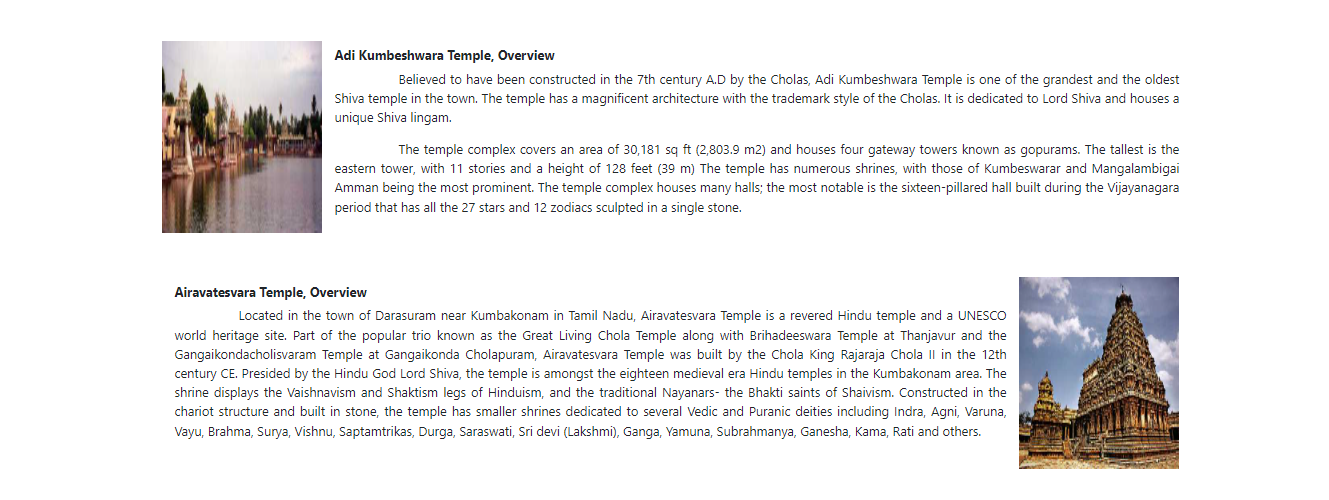 Adi Kumbeshwara Temple, Overview
Believed to have been constructed in the 7th century A.D by the Cholas, Adi Kumbeshwara Temple is one of the grandest and the oldest
Shiva temple in the town. The temple has a magnificent architecture with the trademark style of the Cholas. It is dedicated to Lord Shiva and houses a
unique Shiva lingam.
The temple complex covers an area of 30,181 sq ft (2,803.9 m2) and houses four gateway towers known as gopurams. The tallest is the
eastern tower, with 11 stories and a height of 128 feet (39 m) The temple has numerous shrines, with those of Kumbeswarar and Mangalambigai
Amman being the most prominent. The temple complex houses many halls; the most notable is the sixteen-pillared hall built during the Vijayanagara
period that has all the 27 stars and 12 zodiacs sculpted in a single stone.
Airavatesvara Temple, Overview
Located in the town of Darasuram near Kumbakonam in Tamil Nadu, Airavatesvara Temple is a revered Hindu temple and a UNESCO
world heritage site. Part of the popular trio known as the Great Living Chola Temple along with Brihadeeswara Temple at Thanjavur and the
Gangaikondacholisvaram Temple at Gangaikonda Cholapuram, Airavatesvara Temple was built by the Chola King Rajaraja Chola II in the 12th
century CE. Presided by the Hindu God Lord Shiva, the temple is amongst the eighteen medieval era Hindu temples in the Kumbakonam area. The
shrine displays the Vaishnavism and Shaktism legs of Hinduism, and the traditional Nayanars- the Bhakti saints of Shaivism. Constructed in the
chariot structure and built in stone, the temple has smaller shrines dedicated to several Vedic and Puranic deities including Indra, Agni, Varuna,
Vayu, Brahma, Surya, Vishnu, Saptamtrikas, Durga, Saraswati, Sri devi (Lakshmi), Ganga, Yamuna, Subrahmanya, Ganesha, Kama, Rati and others.